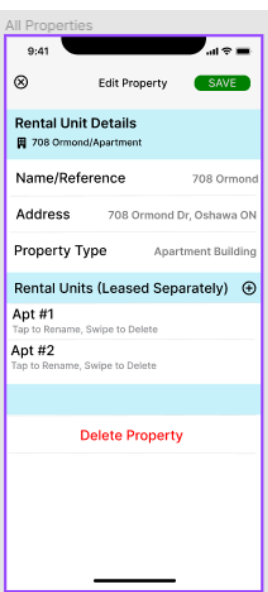 All Properties
9:41
Edit Property
SAVE
Rental Unit Details
708 Ormond/Apartment
Name/Reference 708 Ormond
Address 708 Ormond Dr, Oshawa ON
Property Type Apartment Building
Rental Units (Leased Separately)
Apt #1
Tap to Rename, Swipe to Delete
Apt #2
Tap to Rename, Swipe to Delete
Delete Property